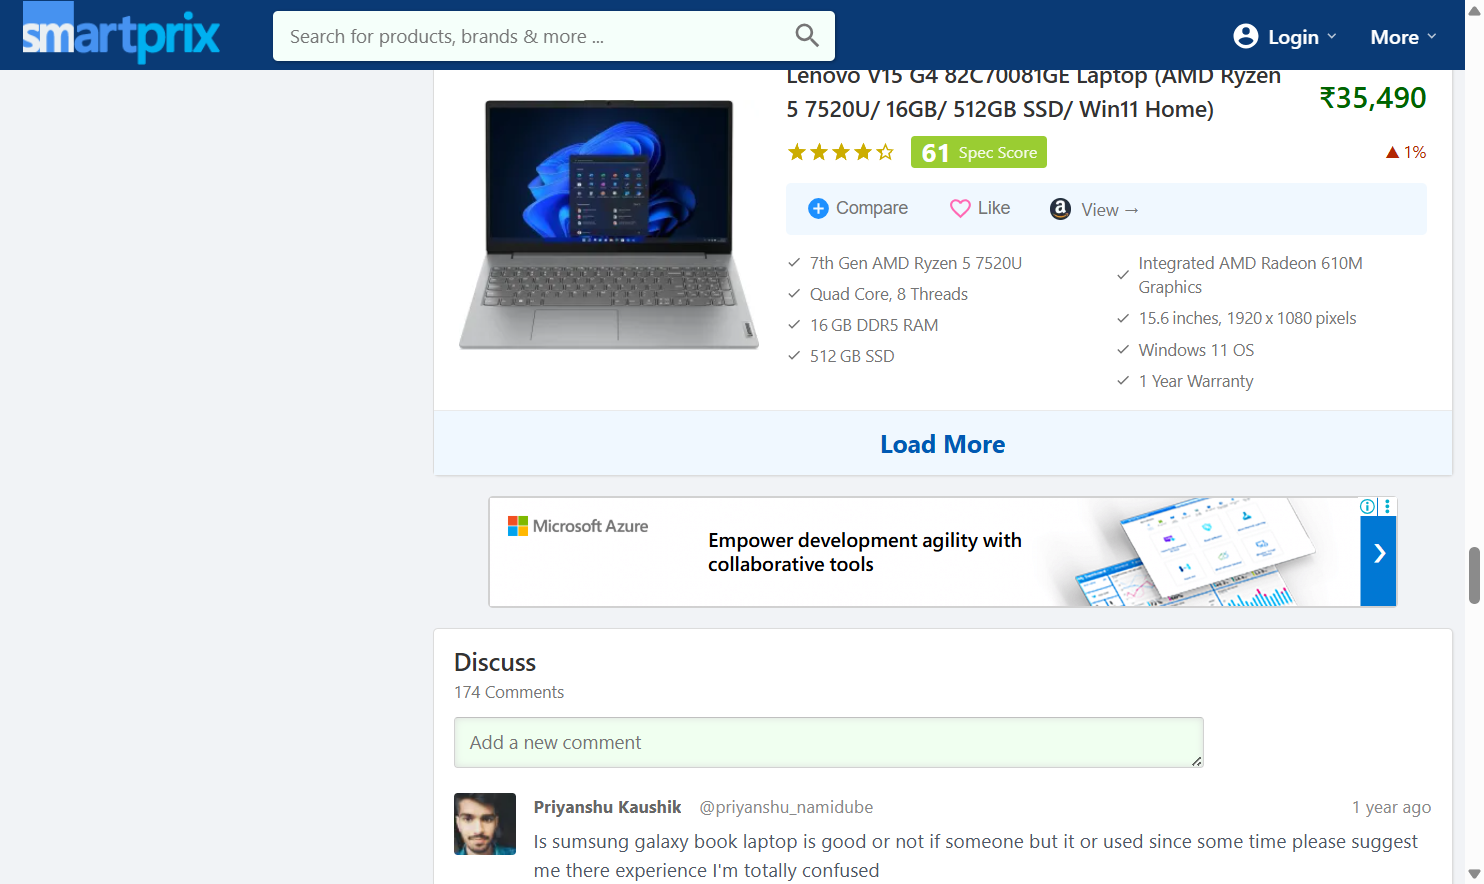 smartprix
Search for products, brands & more ...
Login
More
Lenovo V15 G4 82C70081GE Laptop (AMD Ryzen
5 7520U/ 16GB/ 512GB SSD/ Win11 Home)
₹35,490
61 Spec Score
1%
Compare
Like
View →
7th Gen AMD Ryzen 5 7520U
Quad Core, 8 Threads
16 GB DDR5 RAM
512 GB SSD
Integrated AMD Radeon 610M
Graphics
15.6 inches, 1920 x 1080 pixels
Windows 11 OS
1 Year Warranty
Load More
Microsoft Azure
Empower development agility with
collaborative tools
Discuss
174 Comments
Add a new comment
Priyanshu Kaushik @priyanshu_namidube
1 year ago
Is sumsung galaxy book laptop is good or not if someone but it or used since some time please suggest
me there experience I'm totally confused